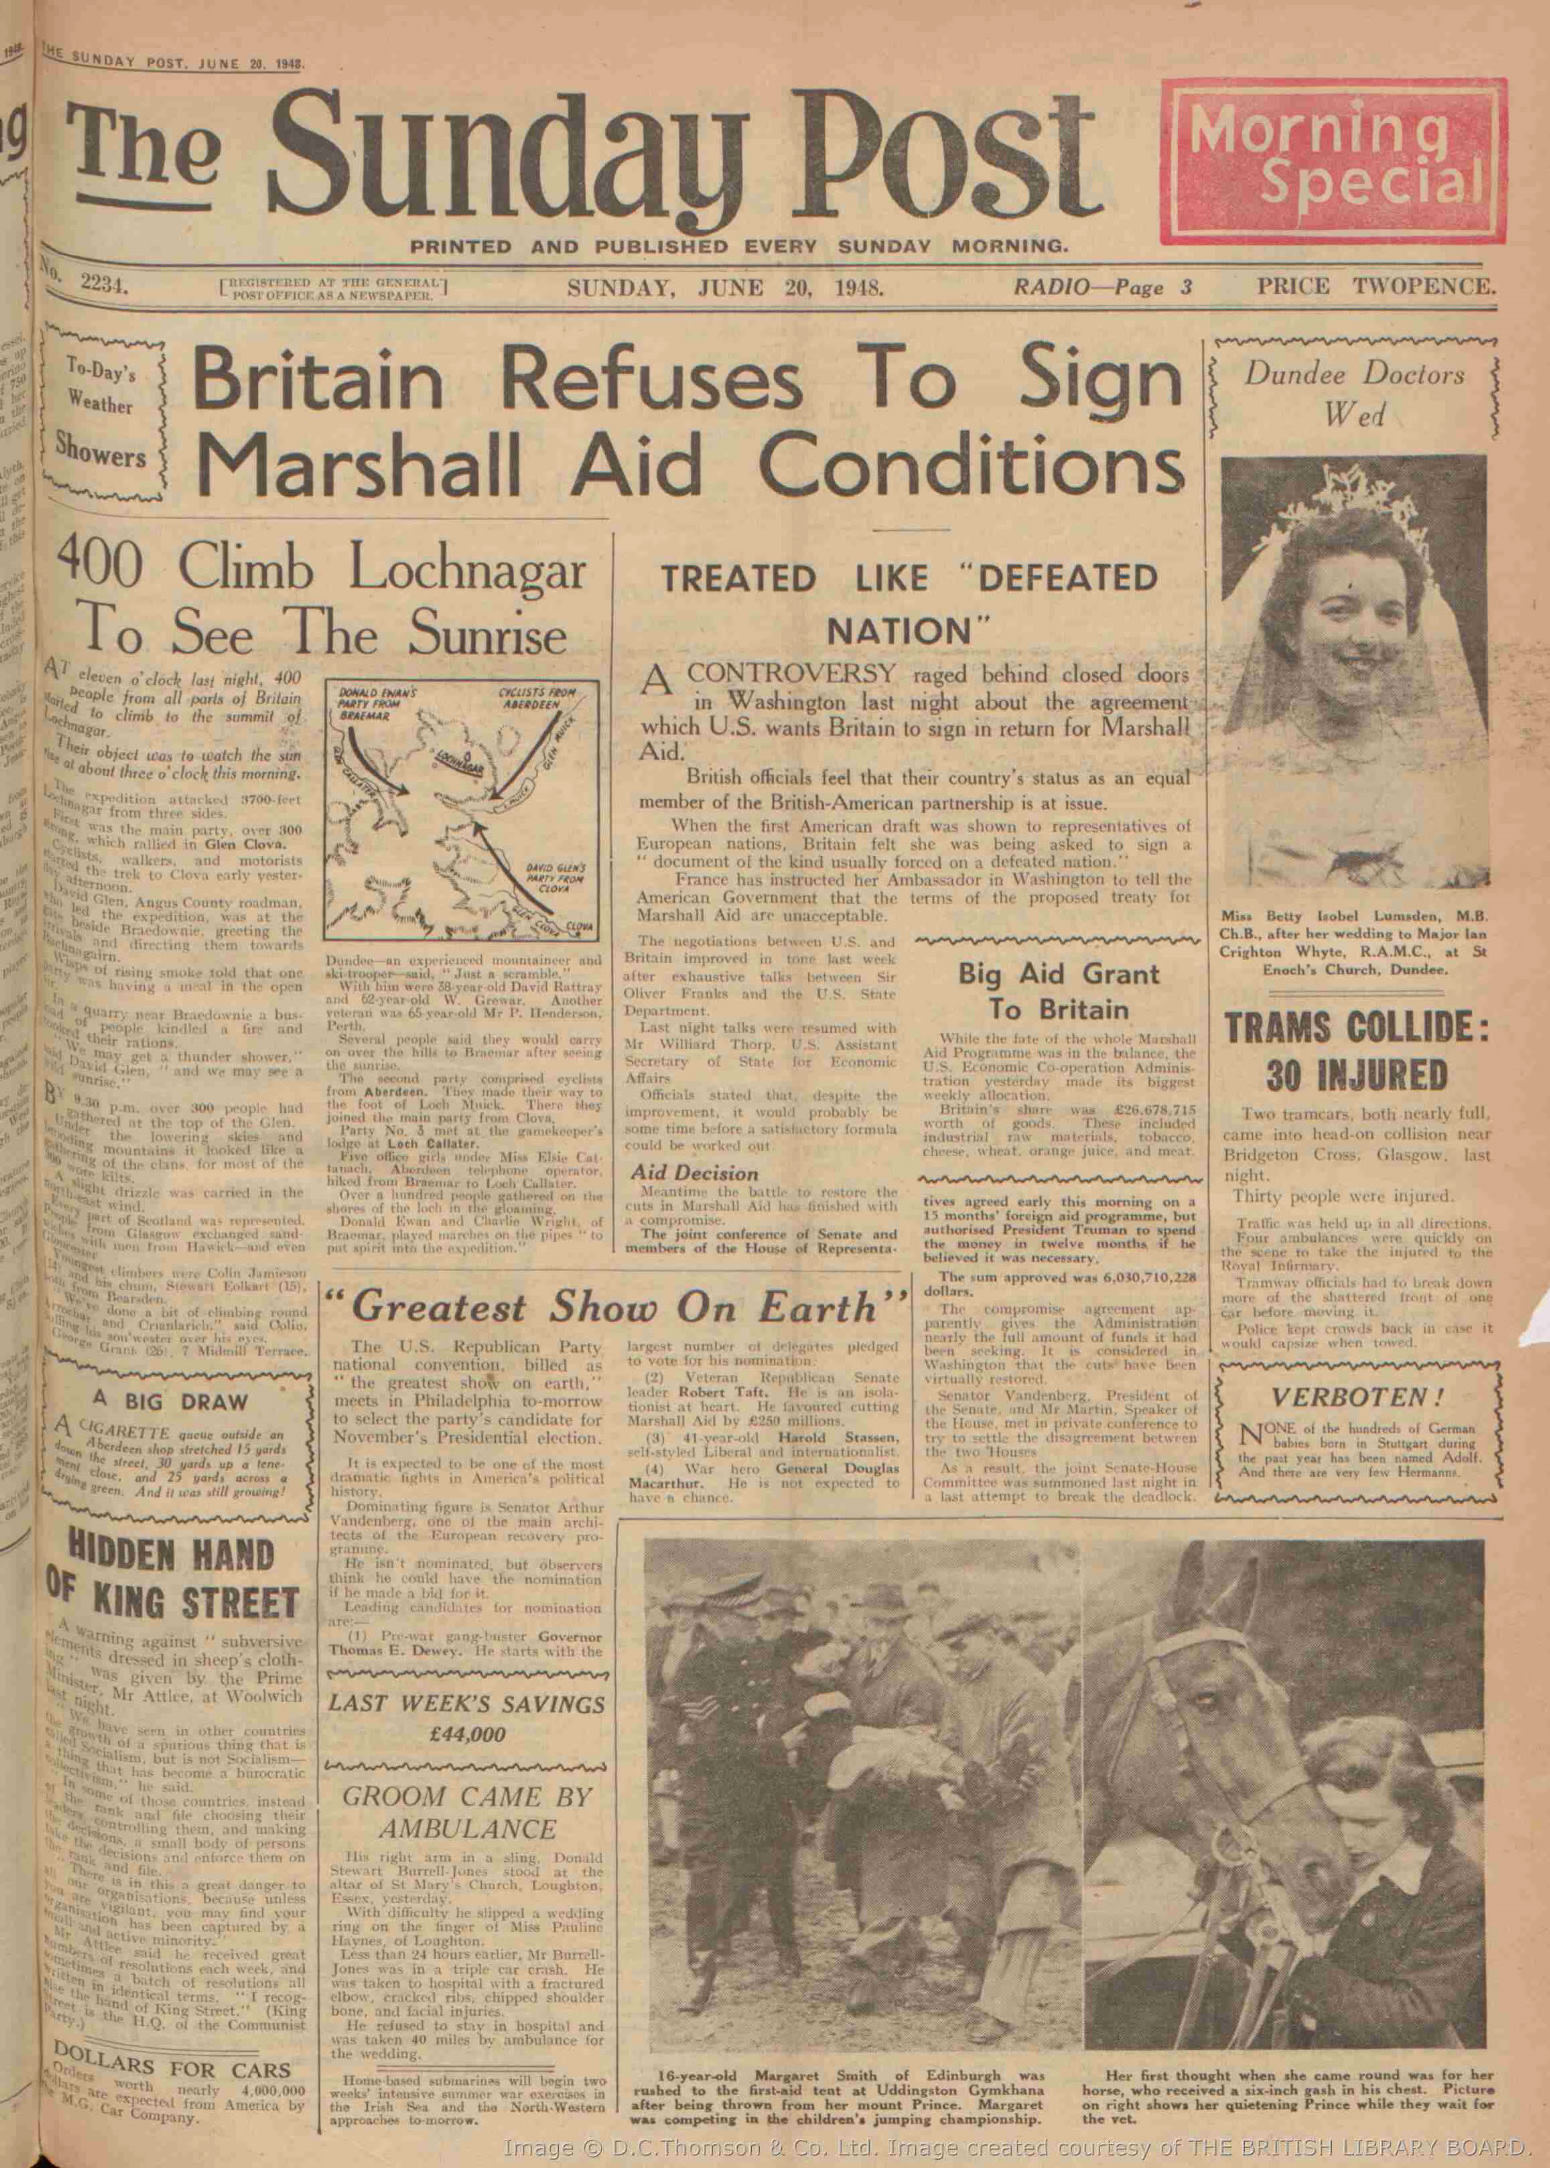 THE SUNDAY POST, JUNE 20, 1948.
The Sunday Post
Morning
Special
PRINTED AND PUBLISHED EVERY SUNDAY MORNING.
No. 2234.
[REGISTERED AT THE GENERAL
POST OFFICE AS A NEWSPAPER.]
SUNDAY, JUNE 20, 1948.
RADIO—Page 3
PRICE TWOPENCE.
To-Day's
Weather
Showers
Britain Refuses To Sign
Marshall Aid Conditions
400 Climb Lochnagar
To See The Sunrise
AT eleven o'clock last night, 400
people from all parts of Britain
started to climb to the summit of
Lochnagar.
Their object was to watch the sun
rise at about three o'clock this morning.
The expedition attacked 3700-feet
Lochnagar from three sides.
First was the main party, over 300
strong, which rallied in Glen Clova.
Cyclists, walkers, and motorists
started the trek to Clova early yester-
day afternoon.
David Glen, Angus County roadman,
who led the expedition, was at the
gate beside Braedownie, greeting the
arrivals and directing them towards
Bachnagairn.
Wisps of rising smoke told that one
party was having a meal in the open
air.
In a quarry near Braedownie a bus-
load of people kindled a fire and
cooked their rations.
"We may get a thunder shower,"
said David Glen, "and we may see a
wild sunrise."
BY 9.30 p.m. over 300 people had
gathered at the top of the Glen.
Under the lowering skies and
brooding mountains it looked like a
gathering of the clans, for most of the
300 wore kilts.
A slight drizzle was carried in the
north-east wind.
Every part of Scotland was represented.
People from Glasgow exchanged sand-
wiches with men from Hawick—and even
Gloucester.
Youngest climbers were Colin Jamieson
(14) and his chum, Stewart Eolkart (15),
both from Bearsden.
"We've done a bit of climbing round
Arrochar and Crianlarich," said Colin,
pulling his sou'wester over his eyes.
George Grant (26), 7 Midmill Terrace,
DONALD EWAN'S
PARTY FROM
BRAEMAR
CYCLISTS FROM
ABERDEEN
LOCHNAGAR
GLEN CALLATER
GLEN MUICK
L. MUICK
DAVID GLEN'S
PARTY FROM
CLOVA
GLEN CLOVA
CLOVA
Dundee—an experienced mountaineer and
ski-trooper—said, "Just a scramble."
With him were 38-year-old David Rattray
and 62-year-old W. Grewar. Another
veteran was 65-year-old Mr P. Henderson,
Perth.
Several people said they would carry
on over the hills to Braemar after seeing
the sunrise.
The second party comprised cyclists
from Aberdeen. They made their way to
the foot of Loch Muick. There they
joined the main party from Clova.
Party No. 3 met at the gamekeeper's
lodge at Loch Callater.
Five office girls under Miss Elsie Cat-
tanach, Aberdeen telephone operator,
hiked from Braemar to Loch Callater.
Over a hundred people gathered on the
shores of the loch in the gloaming.
Donald Ewan and Charlie Wright, of
Braemar, played marches on the pipes "to
put spirit into the expedition."
TREATED LIKE "DEFEATED
NATION"
A CONTROVERSY raged behind closed doors
in Washington last night about the agreement
which U.S. wants Britain to sign in return for Marshall
Aid.
British officials feel that their country's status as an equal
member of the British-American partnership is at issue.
When the first American draft was shown to representatives of
European nations, Britain felt she was being asked to sign a
"document of the kind usually forced on a defeated nation."
France has instructed her Ambassador in Washington to tell the
American Government that the terms of the proposed treaty for
Marshall Aid are unacceptable.
The negotiations between U.S. and
Britain improved in tone last week
after exhaustive talks between Sir
Oliver Franks and the U.S. State
Department.
Last night talks were resumed with
Mr Williard Thorp, U.S. Assistant
Secretary of State for Economic
Affairs
Officials stated that, despite the
improvement, it would probably be
some time before a satisfactory formula
could be worked out
Aid Decision
Meantime the battle to restore the
cuts in Marshall Aid has finished with
a compromise.
The joint conference of Senate and
members of the House of Representa-
Big Aid Grant
To Britain
While the fate of the whole Marshall
Aid Programme was in the balance, the
U.S. Economic Co-operation Adminis-
tration yesterday made its biggest
weekly allocation.
Britain's share was £26,678,715
worth of goods. These included
industrial raw materials, tobacco,
cheese, wheat, orange juice, and meat.
tives agreed early this morning on a
15 months' foreign aid programme, but
authorised President Truman to spend
the money in twelve months if he
believed it was necessary.
The sum approved was 6,030,710,228
dollars.
The compromise agreement ap-
parently gives the Administration
nearly the full amount of funds it had
been seeking. It is considered in
Washington that the cuts have been
virtually restored.
Senator Vandenberg, President of
the Senate, and Mr Martin, Speaker of
the House, met in private conference to
try to settle the disagreement between
the two Houses
As a result, the joint Senate-House
Committee was summoned last night in
a last attempt to break the deadlock.
Dundee Doctors
Wed
Miss Betty Isobel Lumsden, M.B.
Ch.B., after her wedding to Major Ian
Crighton Whyte, R.A.M.C., at St
Enoch's Church, Dundee.
TRAMS COLLIDE:
30 INJURED
Two tramcars, both nearly full,
came into head-on collision near
Bridgeton Cross, Glasgow, last
night.
Thirty people were injured.
Traffic was held up in all directions.
Four ambulances were quickly on
the scene to take the injured to the
Royal Infirmary.
Tramway officials had to break down
more of the shattered front of one
car before moving it.
Police kept crowds back in case it
would capsize when towed.
VERBOTEN!
NONE of the hundreds of German
babies born in Stuttgart during
the past year has been named Adolf.
And there are very few Hermanns.
A BIG DRAW
A CIGARETTE queue outside an
Aberdeen shop stretched 15 yards
down the street, 30 yards up a tene-
ment close, and 25 yards across a
drying green. And it was still growing!
HIDDEN HAND
OF KING STREET
A warning against "subversive
elements dressed in sheep's cloth-
ing" was given by the Prime
Minister, Mr Attlee, at Woolwich
last night.
"We have seen in other countries
the growth of a spurious thing that is
called Socialism, but is not Socialism—
a thing that has become a burocratic
collectivism," he said.
"In some of those countries, instead
of the rank and file choosing their
leaders, controlling them, and making
the decisions, a small body of persons
take the decisions and enforce them on
the rank and file.
"There is in this a great danger to
all our organisations, because unless
you are vigilant, you may find your
organisation has been captured by a
small and active minority."
Mr Attlee said he received great
numbers of resolutions each week, and
sometimes a batch of resolutions all
written in identical terms. "I recog-
nise the hand of King Street." (King
Street is the H.Q. of the Communist
Party.)
DOLLARS FOR CARS
Orders worth nearly 4,000,000
dollars are expected from America by
the M.G. Car Company.
"Greatest Show On Earth"
The U.S. Republican Party
national convention, billed as
"the greatest show on earth,"
meets in Philadelphia to-morrow
to select the party's candidate for
November's Presidential election.
It is expected to be one of the most
dramatic fights in America's political
history.
Dominating figure is Senator Arthur
Vandenberg, one of the main archi-
tects of the European recovery pro-
gramme.
He isn't nominated, but observers
think he could have the nomination
if he made a bid for it.
Leading candidates for nomination
are:—
(1) Pre-war gang-buster Governor
Thomas E. Dewey. He starts with the
largest number of delegates pledged
to vote for his nomination.
(2) Veteran Republican Senate
leader Robert Taft. He is an isola-
tionist at heart. He favoured cutting
Marshall Aid by £250 millions.
(3) 41-year-old Harold Stassen,
self-styled Liberal and internationalist.
(4) War hero General Douglas
Macarthur. He is not expected to
have a chance.
LAST WEEK'S SAVINGS
£44,000
GROOM CAME BY
AMBULANCE
His right arm in a sling, Donald
Stewart Burrell-Jones stood at the
altar of St Mary's Church, Loughton,
Essex, yesterday.
With difficulty he slipped a wedding
ring on the finger of Miss Pauline
Haynes, of Loughton.
Less than 24 hours earlier, Mr Burrell-
Jones was in a triple car crash. He
was taken to hospital with a fractured
elbow, cracked ribs, chipped shoulder
bone, and facial injuries.
He refused to stay in hospital and
was taken 40 miles by ambulance for
the wedding.
Home-based submarines will begin two
weeks' intensive summer war exercises in
the Irish Sea and the North-Western
approaches to-morrow.
16-year-old Margaret Smith of Edinburgh was
rushed to the first-aid tent at Uddingston Gymkhana
after being thrown from her mount Prince. Margaret
was competing in the children's jumping championship.
Her first thought when she came round was for her
horse, who received a six-inch gash in his chest. Picture
on right shows her quietening Prince while they wait for
the vet.
Image © D.C.Thomson & Co. Ltd. Image created courtesy of THE BRITISH LIBRARY BOARD.